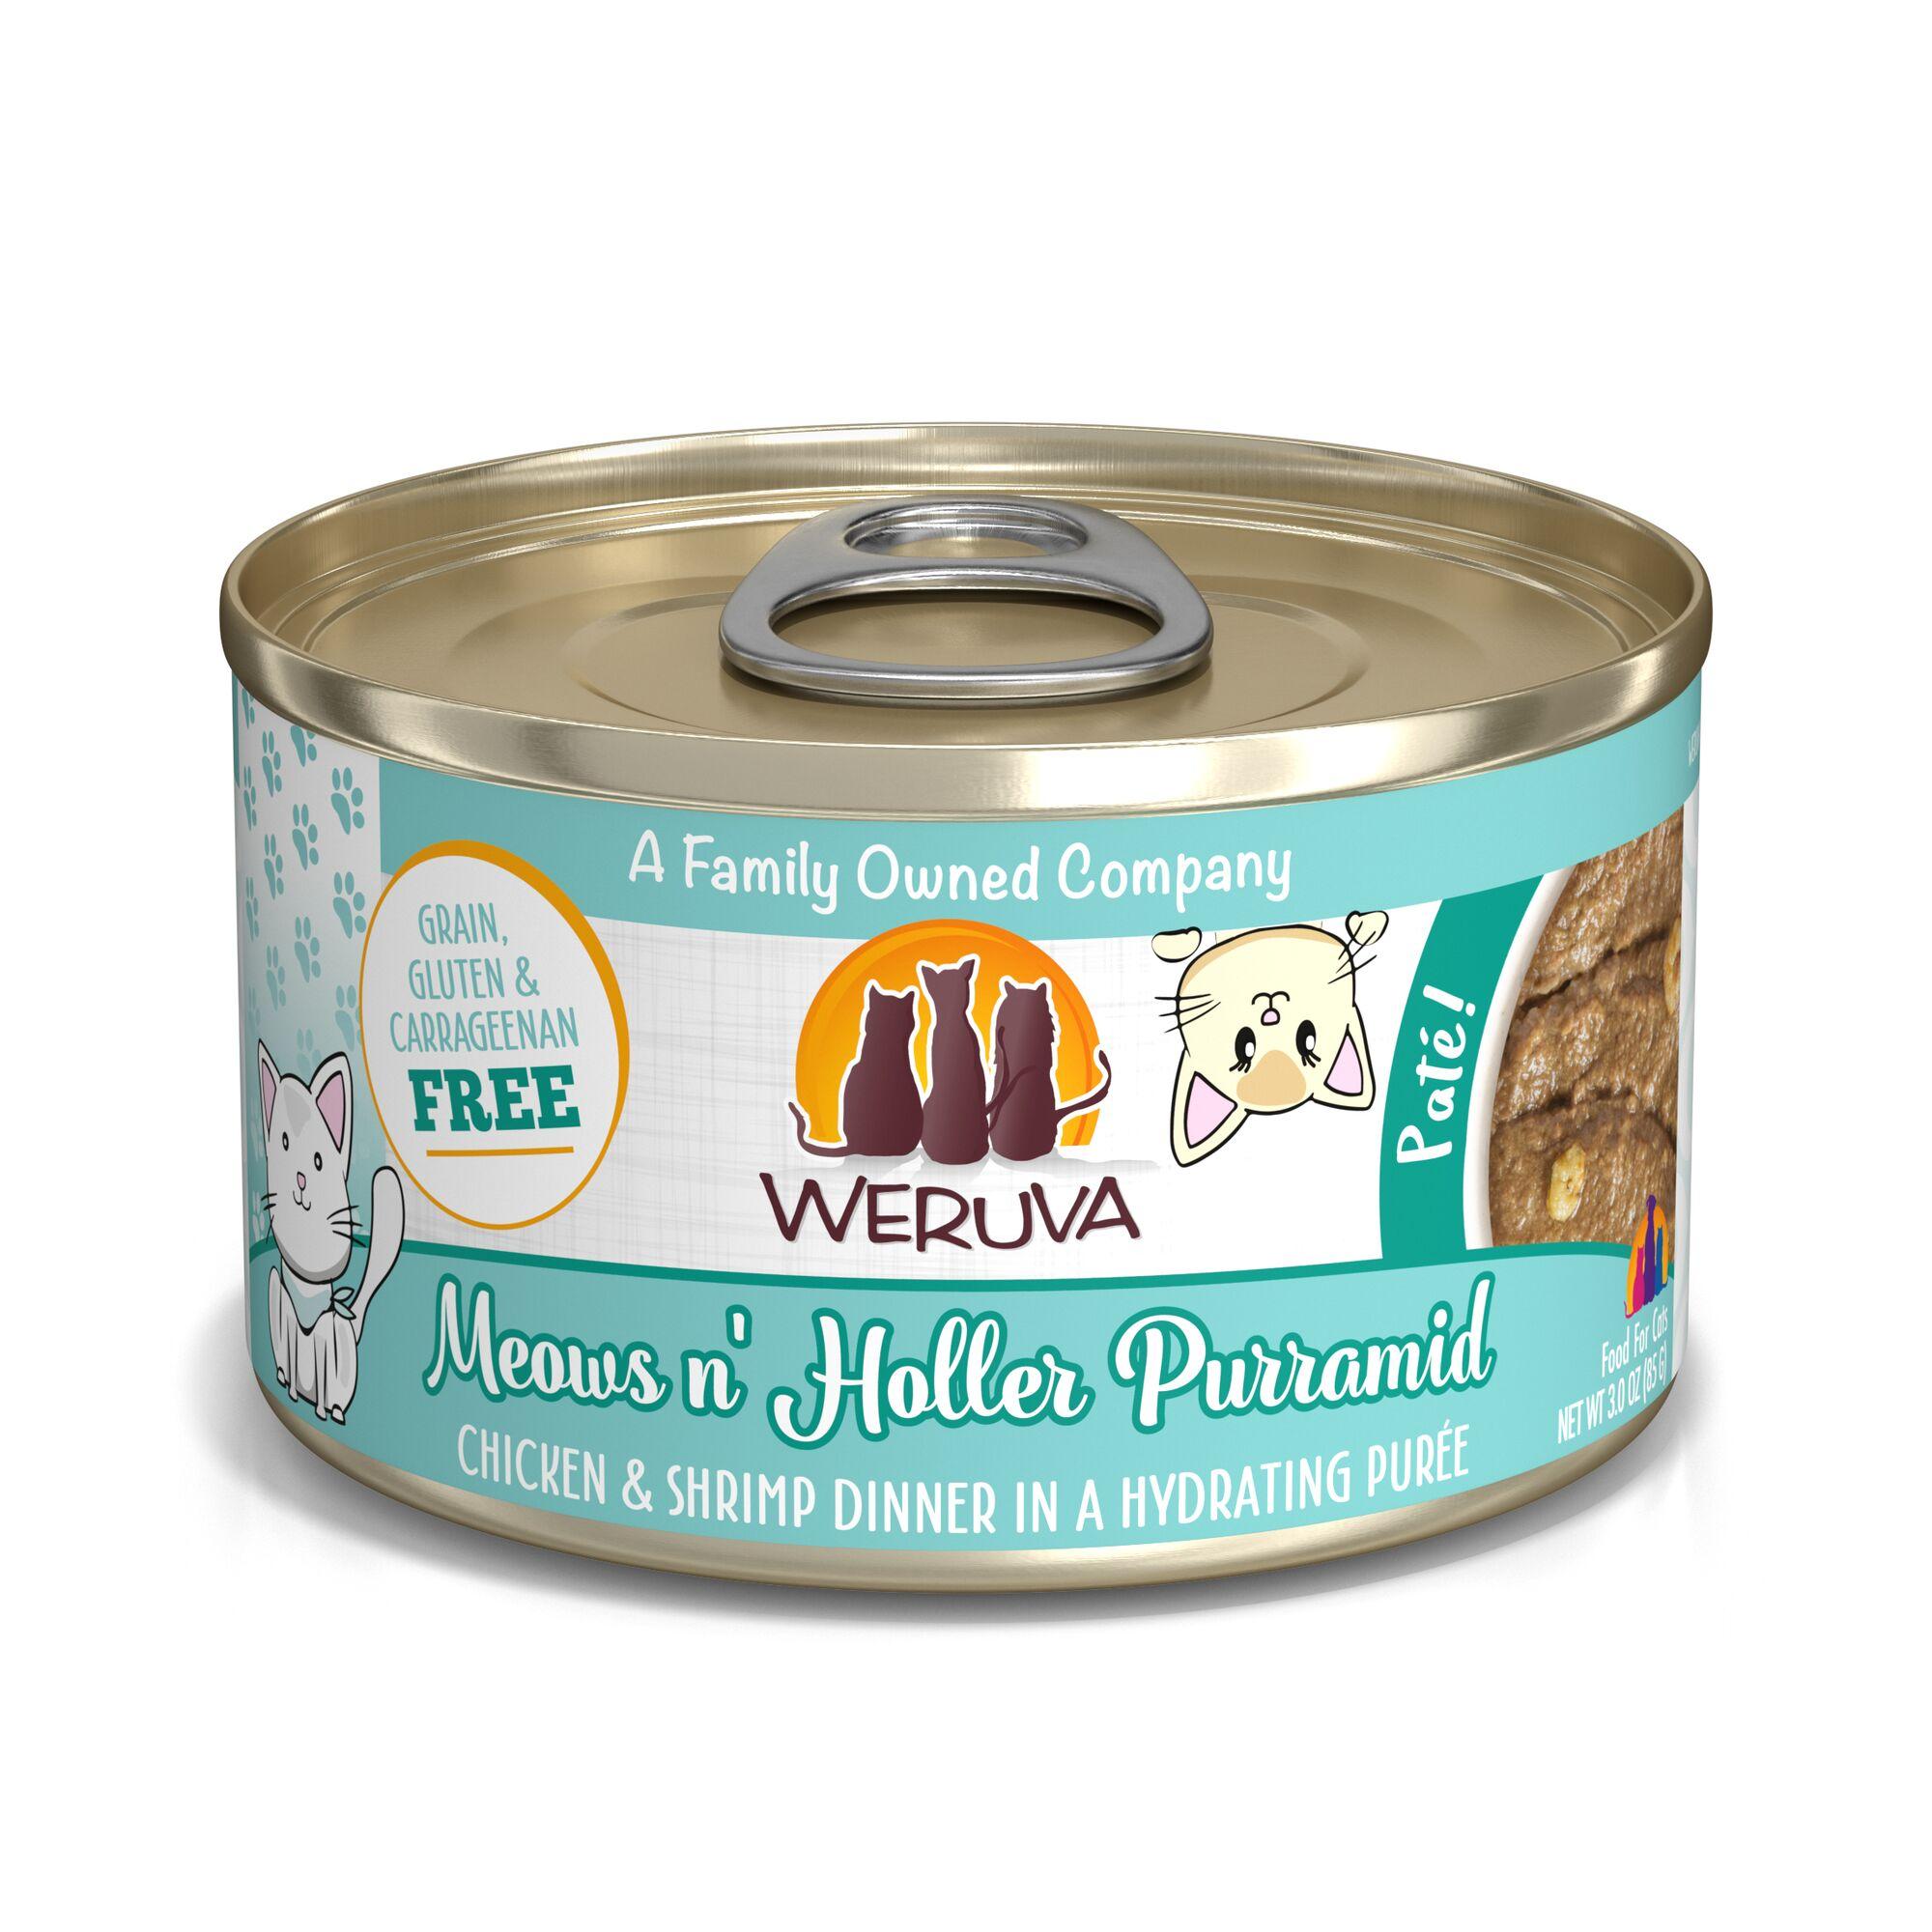 A Family Owned Company
GRAIN,
GLUTEN &
CARRAGEENAN
FREE
WERUVA
Paté!
Meows n' Holler Purramid
CHICKEN & SHRIMP DINNER IN A HYDRATING PURÉE
Food For Cats
NET WT 3.0 OZ (85 G)